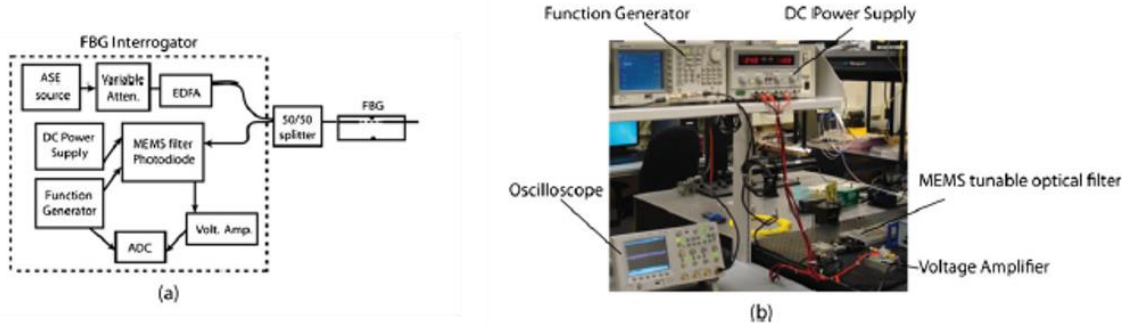 FBG Interrogator
ASE
source
Variable
Atten.
EDFA
FBG
50/50
splitter
DC Power
Supply
MEMS filter
Photodiode
Function
Generator
Volt. Amp.
ADC
(a)
Function Generator
DC IPower Supply
Oscilloscope
MEMS tunable optical filter
Voltage Amplifier
(b)